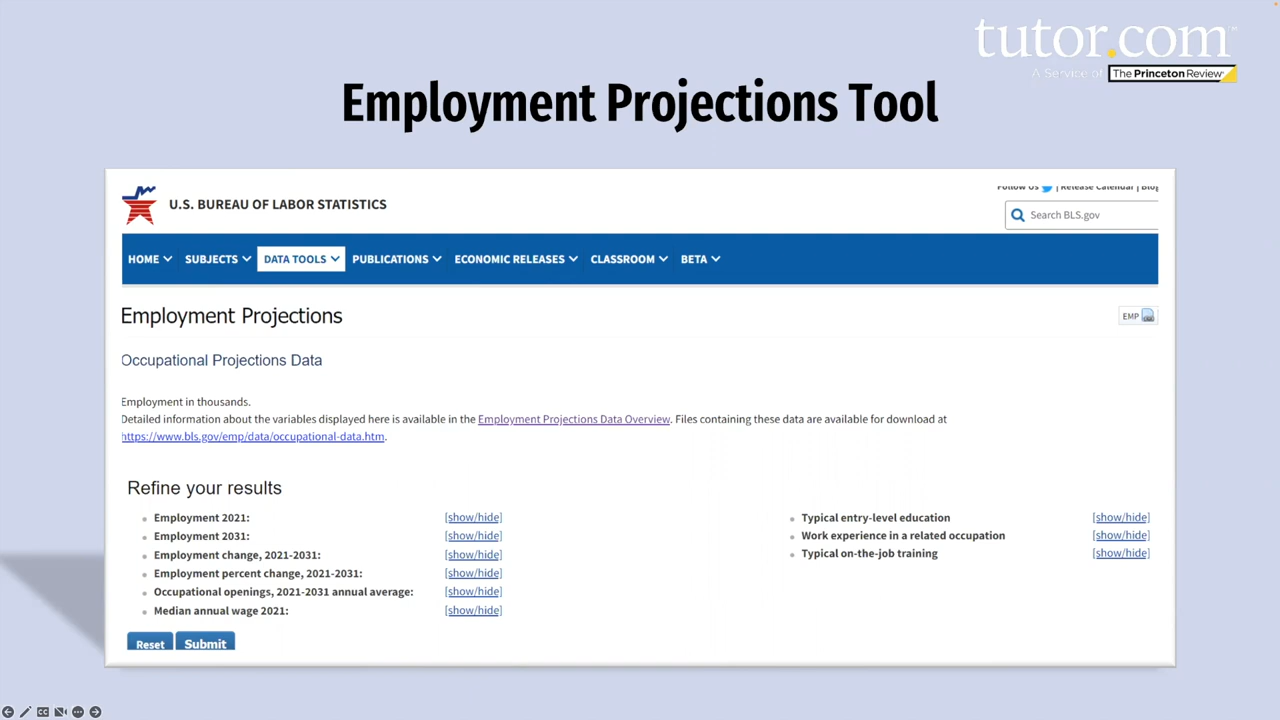 tutor.com
A Service of The Princeton Review
Employment Projections Tool
U.S. BUREAU OF LABOR STATISTICS
Follow Us | Release Calendar | Blog
Search BLS.gov
HOME SUBJECTS DATA TOOLS PUBLICATIONS ECONOMIC RELEASES CLASSROOM BETA
Employment Projections
EMP
Occupational Projections Data
Employment in thousands.
Detailed information about the variables displayed here is available in the Employment Projections Data Overview. Files containing these data are available for download at
https://www.bls.gov/emp/data/occupational-data.htm.
Refine your results
Employment 2021: [show/hide]
Employment 2031: [show/hide]
Employment change, 2021-2031: [show/hide]
Employment percent change, 2021-2031: [show/hide]
Occupational openings, 2021-2031 annual average: [show/hide]
Median annual wage 2021: [show/hide]
Typical entry-level education [show/hide]
Work experience in a related occupation [show/hide]
Typical on-the-job training [show/hide]
Reset Submit